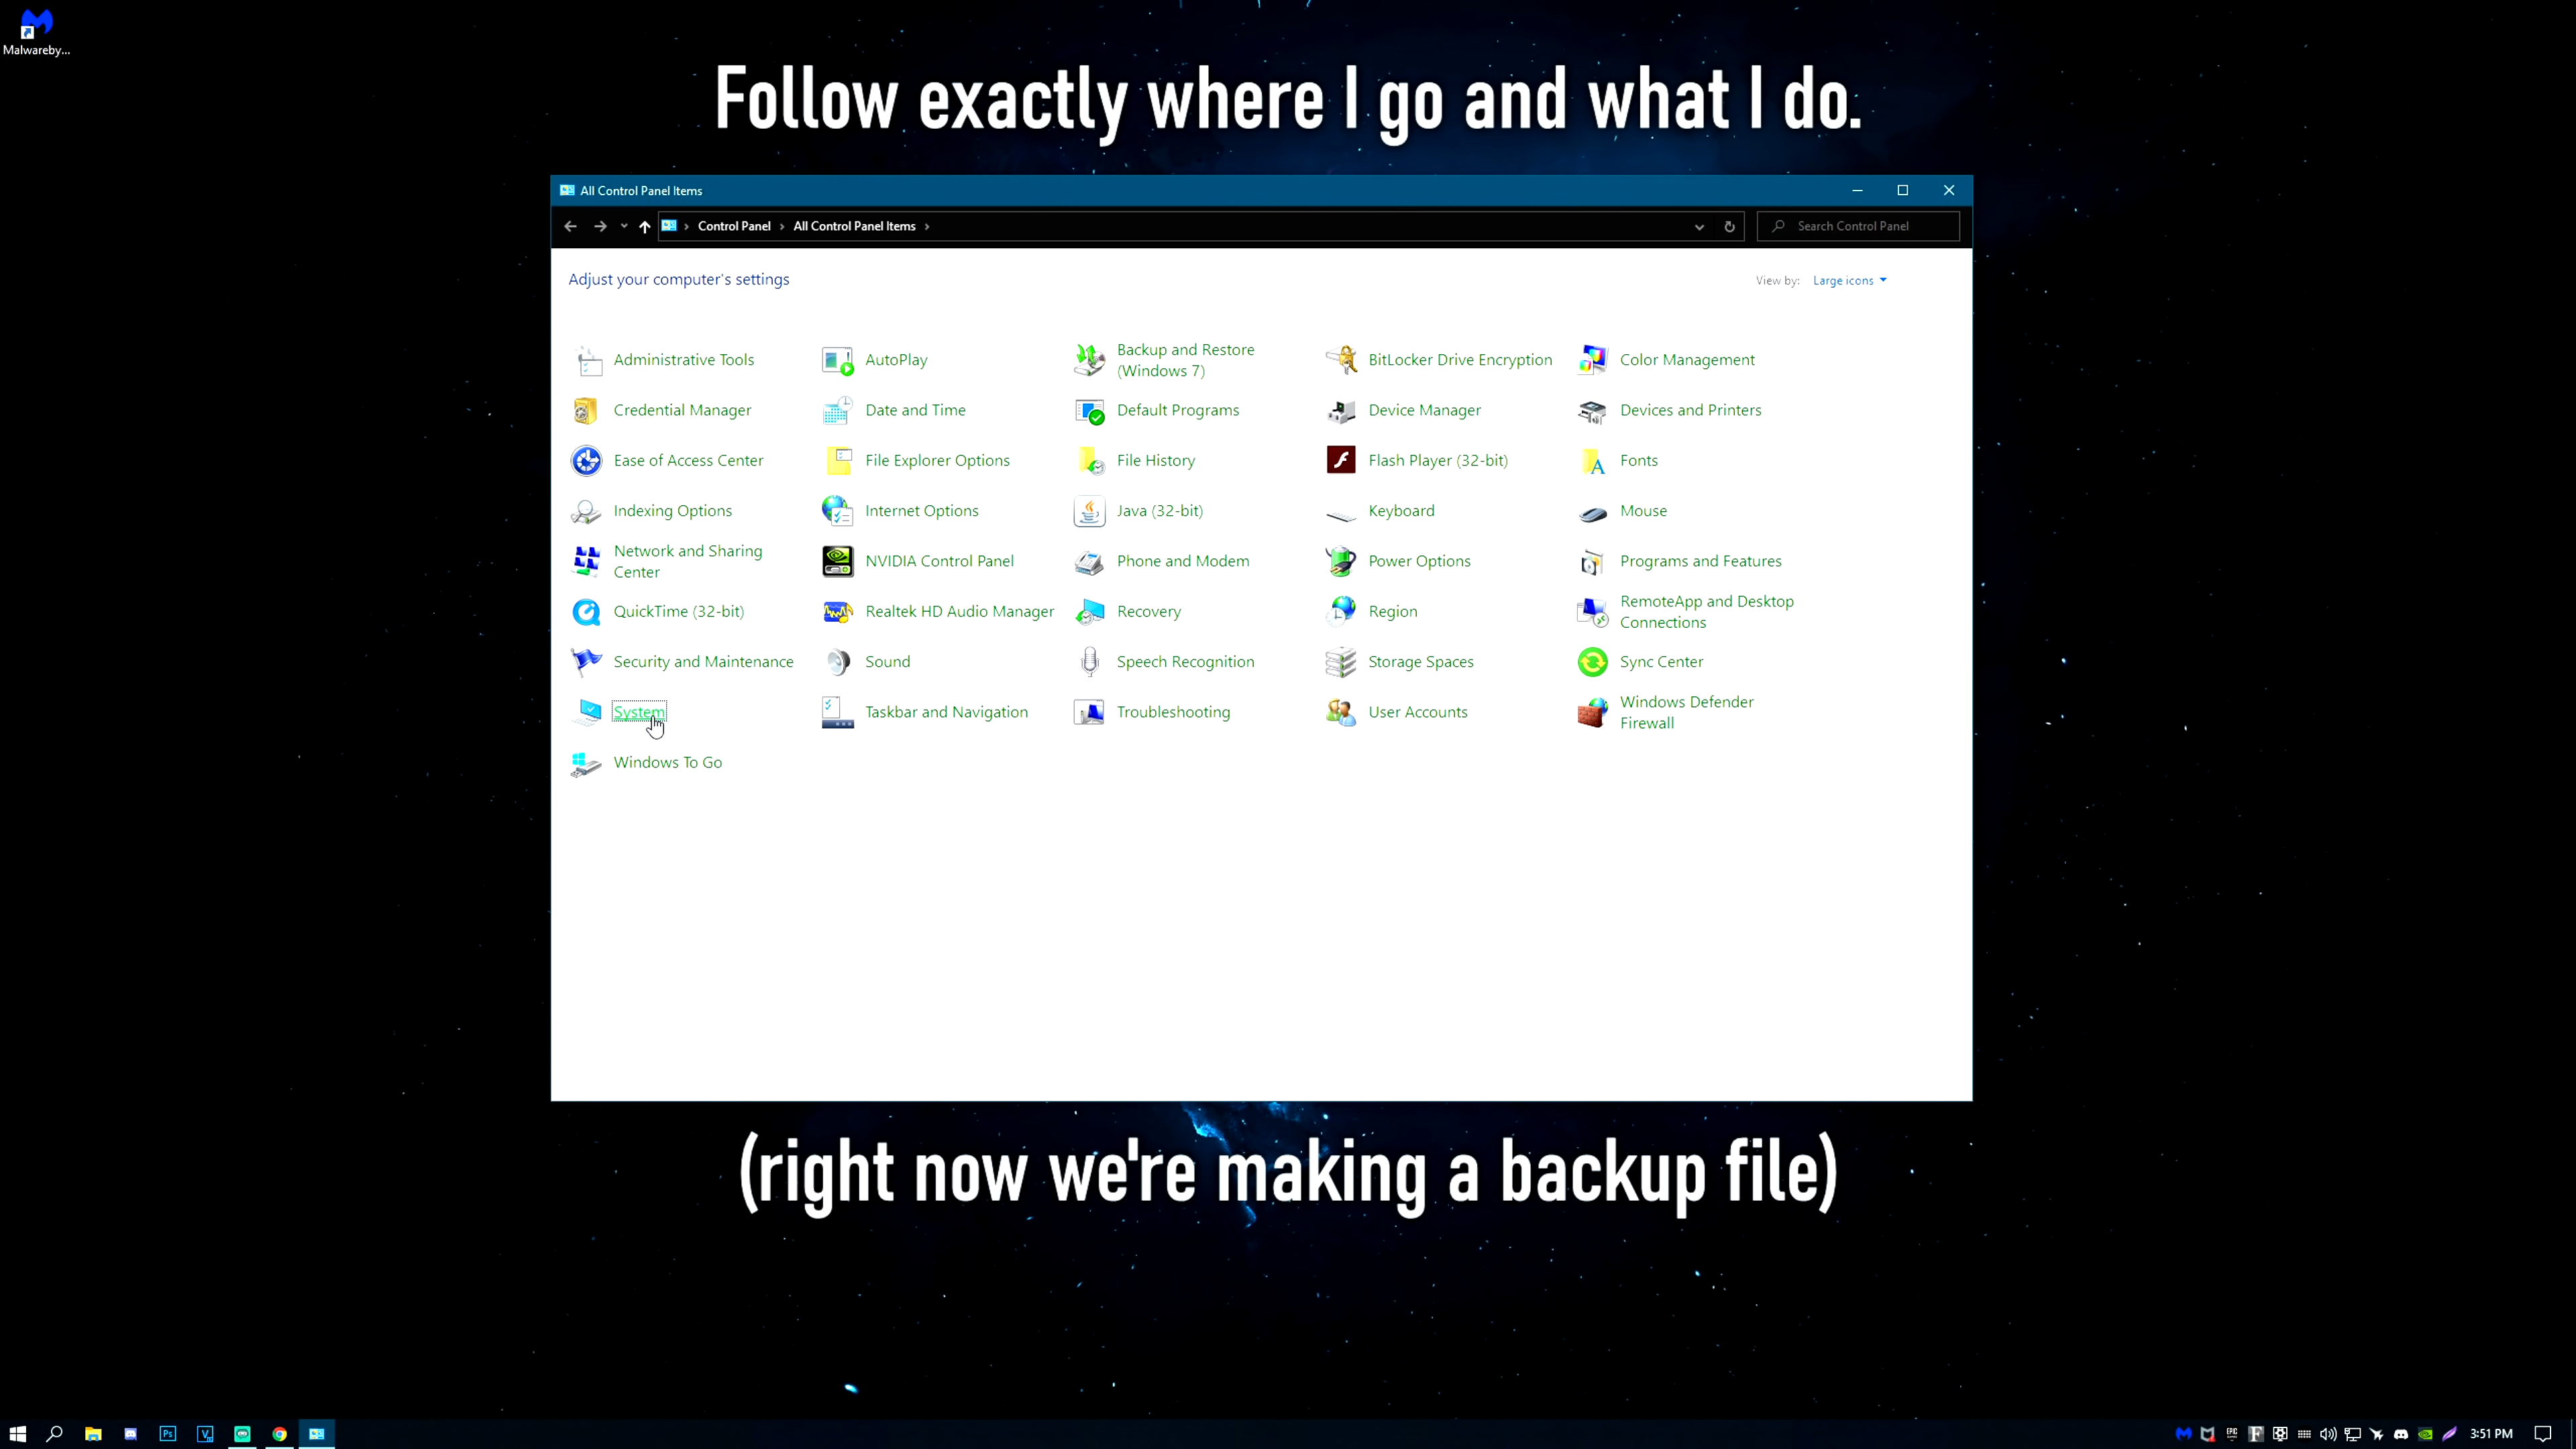 Malwareby...
Follow exactly where I go and what I do.
All Control Panel Items
Control Panel > All Control Panel Items >
Search Control Panel
Adjust your computer's settings
View by: Large icons
Administrative Tools
AutoPlay
Backup and Restore
(Windows 7)
BitLocker Drive Encryption
Color Management
Credential Manager
Date and Time
Default Programs
Device Manager
Devices and Printers
Ease of Access Center
File Explorer Options
File History
Flash Player (32-bit)
Fonts
Indexing Options
Internet Options
Java (32-bit)
Keyboard
Mouse
Network and Sharing
Center
NVIDIA Control Panel
Phone and Modem
Power Options
Programs and Features
QuickTime (32-bit)
Realtek HD Audio Manager
Recovery
Region
RemoteApp and Desktop
Connections
Security and Maintenance
Sound
Speech Recognition
Storage Spaces
Sync Center
System
Taskbar and Navigation
Troubleshooting
User Accounts
Windows Defender
Firewall
Windows To Go
(right now we're making a backup file)
Ps
V
EPIC
3:51 PM